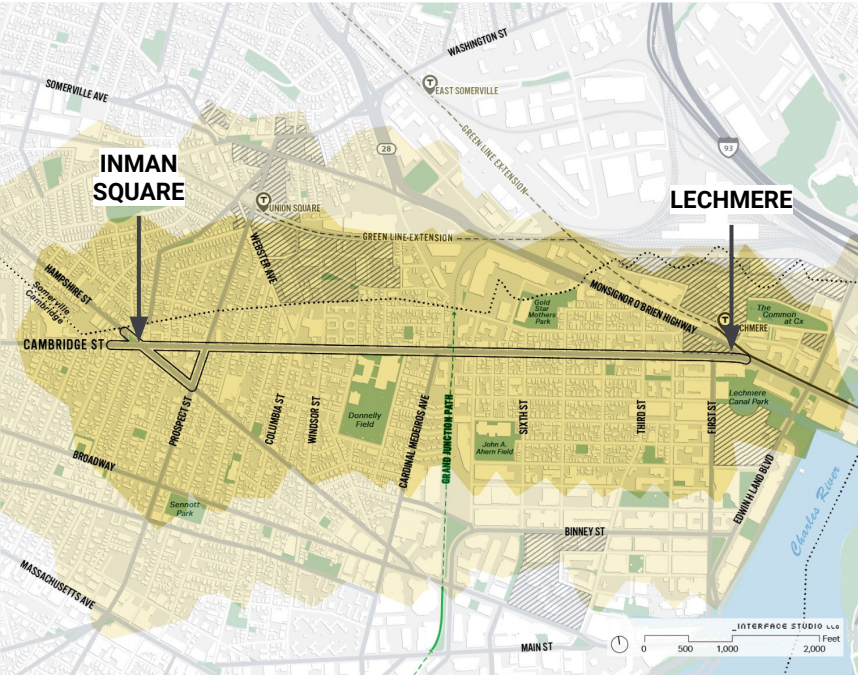 WASHINGTON ST
SOMERVILLE AVE
T
EAST SOMERVILLE
GREEN LINE EXTENSION
28
93
INMAN
SQUARE
LECHMERE
T
UNION SQUARE
GREEN LINE EXTENSION
WEBSTER AVE
HAMPSHIRE ST
Somerville
Cambridge
MONSIGNOR O'BRIEN HIGHWAY
Gold
Star
Mothers
Park
T
CHMERE
The
Common
at Cx
CAMBRIDGE ST
PROSPECT ST
COLUMBIA ST
WINDSOR ST
Donnelly
Field
CARDINAL MEDEIROS AVE
GRAND JUNCTION PATH
SIXTH ST
John A.
Ahern Field
THIRD ST
FIRST ST
Lechmere
Canal Park
EDWIN H LAND BLVD
BROADWAY
Sennott
Park
BINNEY ST
Charles River
MASSACHUSETTS AVE
MAIN ST
_INTERFACE STUDIO LLC
Feet
0 500 1,000 2,000